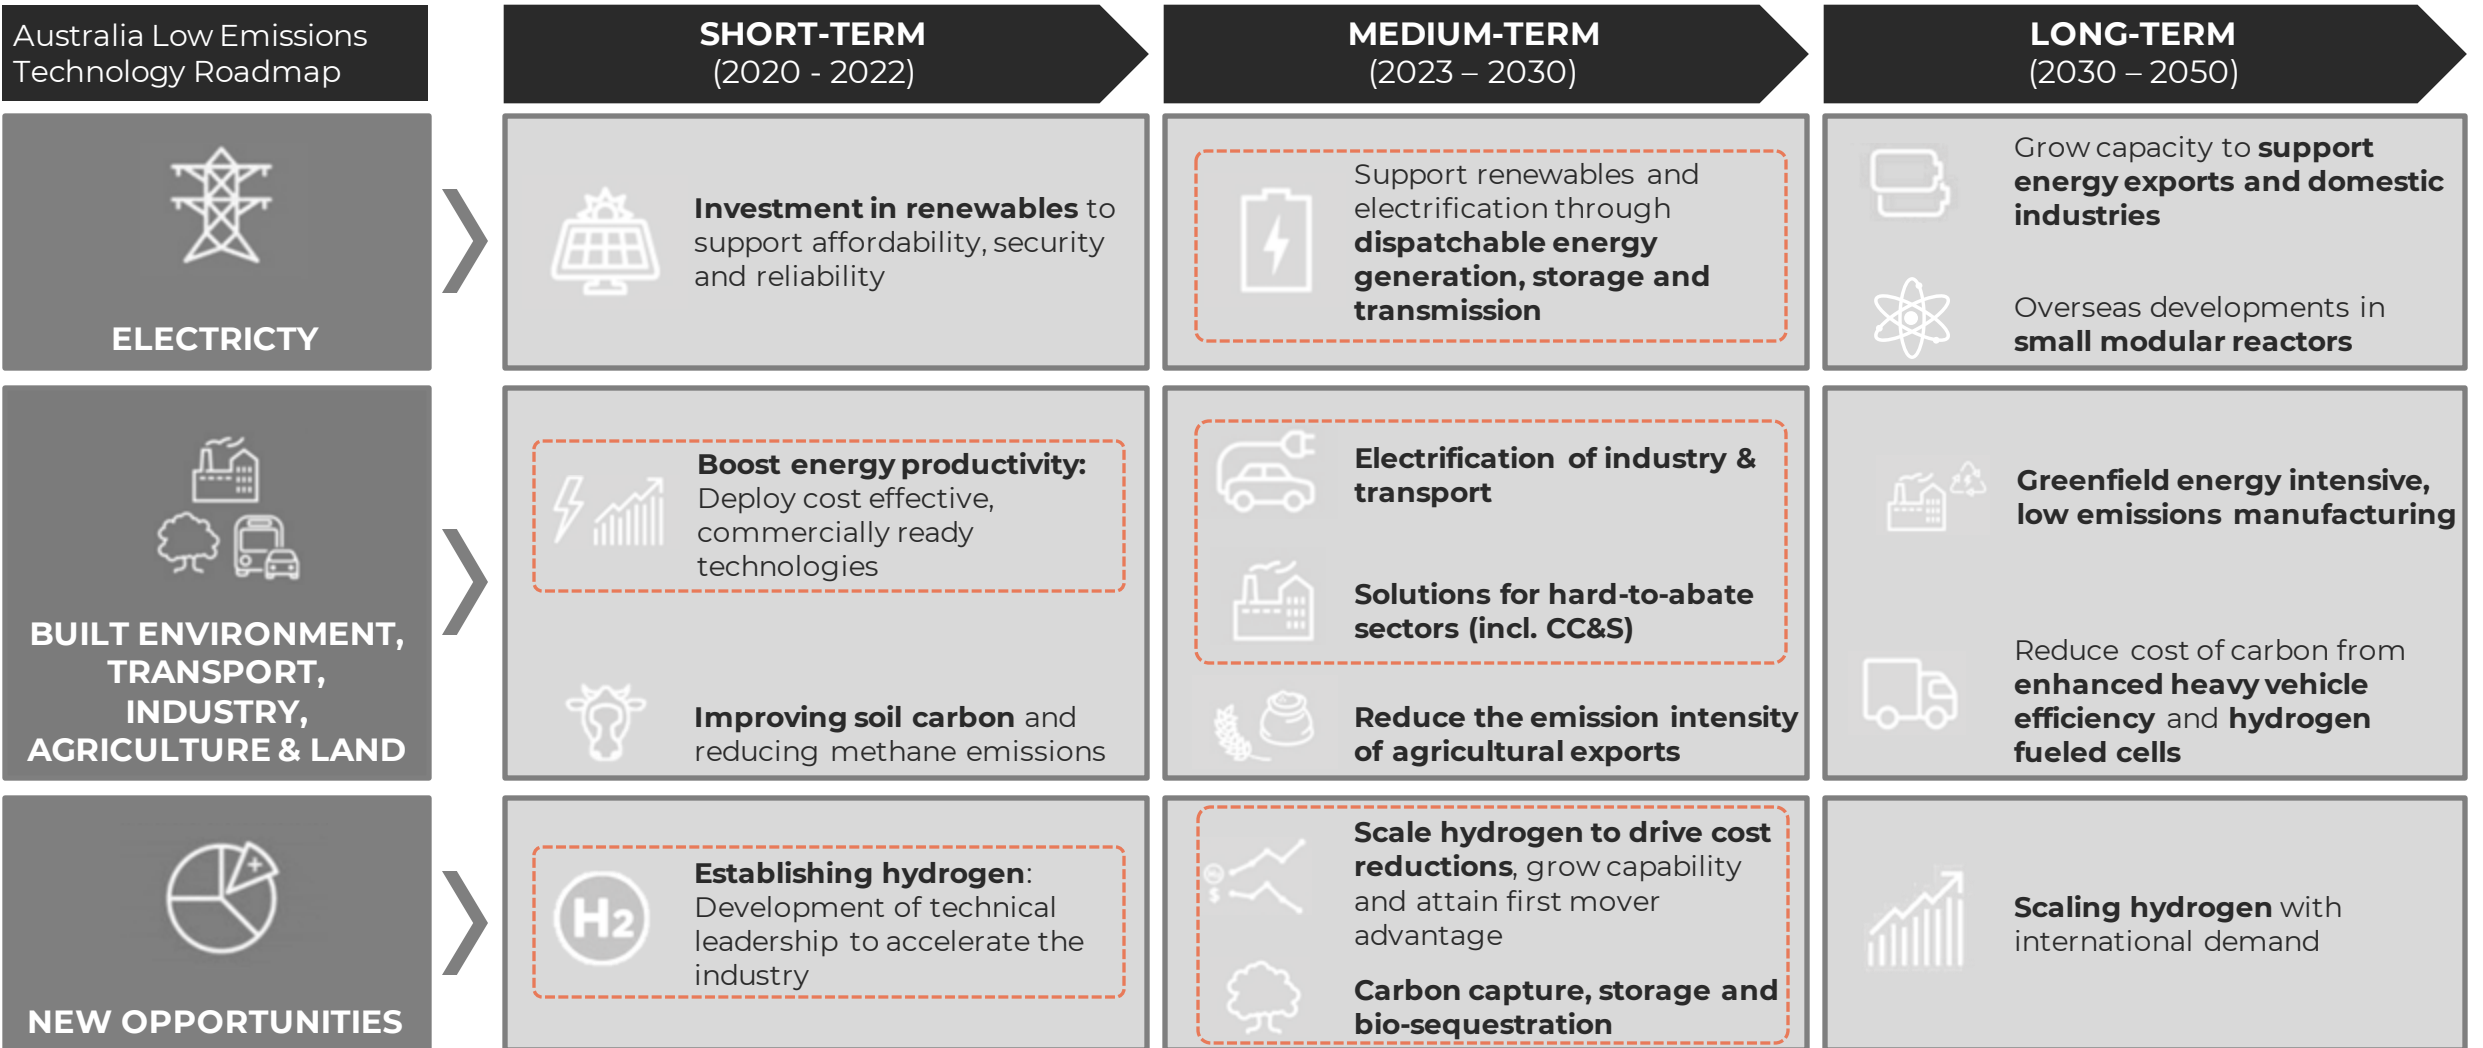 Australia Low Emissions
Technology Roadmap
SHORT-TERM
(2020 - 2022)
MEDIUM-TERM
(2023 – 2030)
LONG-TERM
(2030 – 2050)
ELECTRICTY
Investment in renewables to
support affordability, security
and reliability
Support renewables and
electrification through
dispatchable energy
generation, storage and
transmission
Grow capacity to support
energy exports and domestic
industries
Overseas developments in
small modular reactors
BUILT ENVIRONMENT,
TRANSPORT,
INDUSTRY,
AGRICULTURE & LAND
Boost energy productivity:
Deploy cost effective,
commercially ready
technologies
Improving soil carbon and
reducing methane emissions
Electrification of industry &
transport
Solutions for hard-to-abate
sectors (incl. CC&S)
Reduce the emission intensity
of agricultural exports
Greenfield energy intensive,
low emissions manufacturing
Reduce cost of carbon from
enhanced heavy vehicle
efficiency and hydrogen
fueled cells
NEW OPPORTUNITIES
H2
Establishing hydrogen:
Development of technical
leadership to accelerate the
industry
$
Scale hydrogen to drive cost
reductions, grow capability
and attain first mover
advantage
Carbon capture, storage and
bio-sequestration
Scaling hydrogen with
international demand